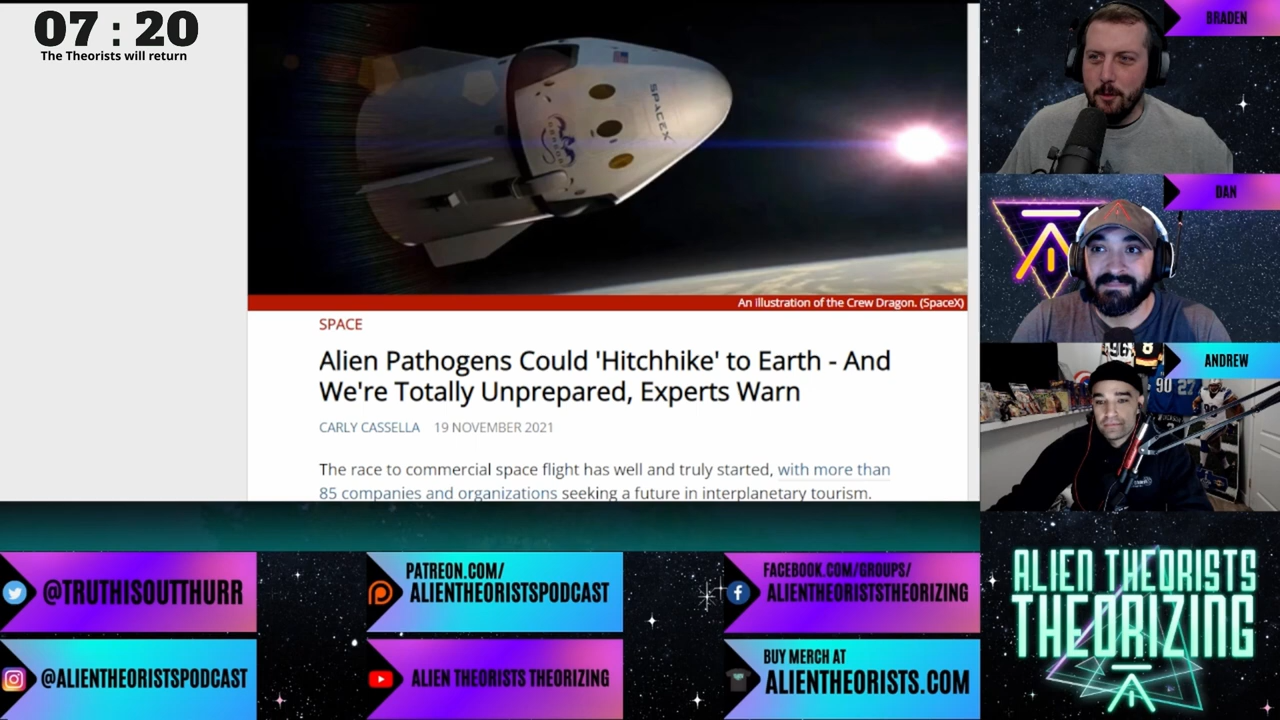 07 : 20
The Theorists will return
SPACEX
DRAGON
An Illustration of the Crew Dragon. (SpaceX)
SPACE
Alien Pathogens Could 'Hitchhike' to Earth - And
We're Totally Unprepared, Experts Warn
CARLY CASSELLA 19 NOVEMBER 2021
The race to commercial space flight has well and truly started, with more than
85 companies and organizations seeking a future in interplanetary tourism.
BRADEN
DAN
ANDREW
90 27
@TRUTHISOUTTHURR
PATREON.COM/
ALIENTHEORISTSPODCAST
FACEBOOK.COM/GROUPS/
ALIENTHEORISTSTHEORIZING
@ALIENTHEORISTSPODCAST
ALIEN THEORISTS THEORIZING
BUY MERCH AT
ALIENTHEORISTS.COM
ALIEN THEORISTS
THEORIZING